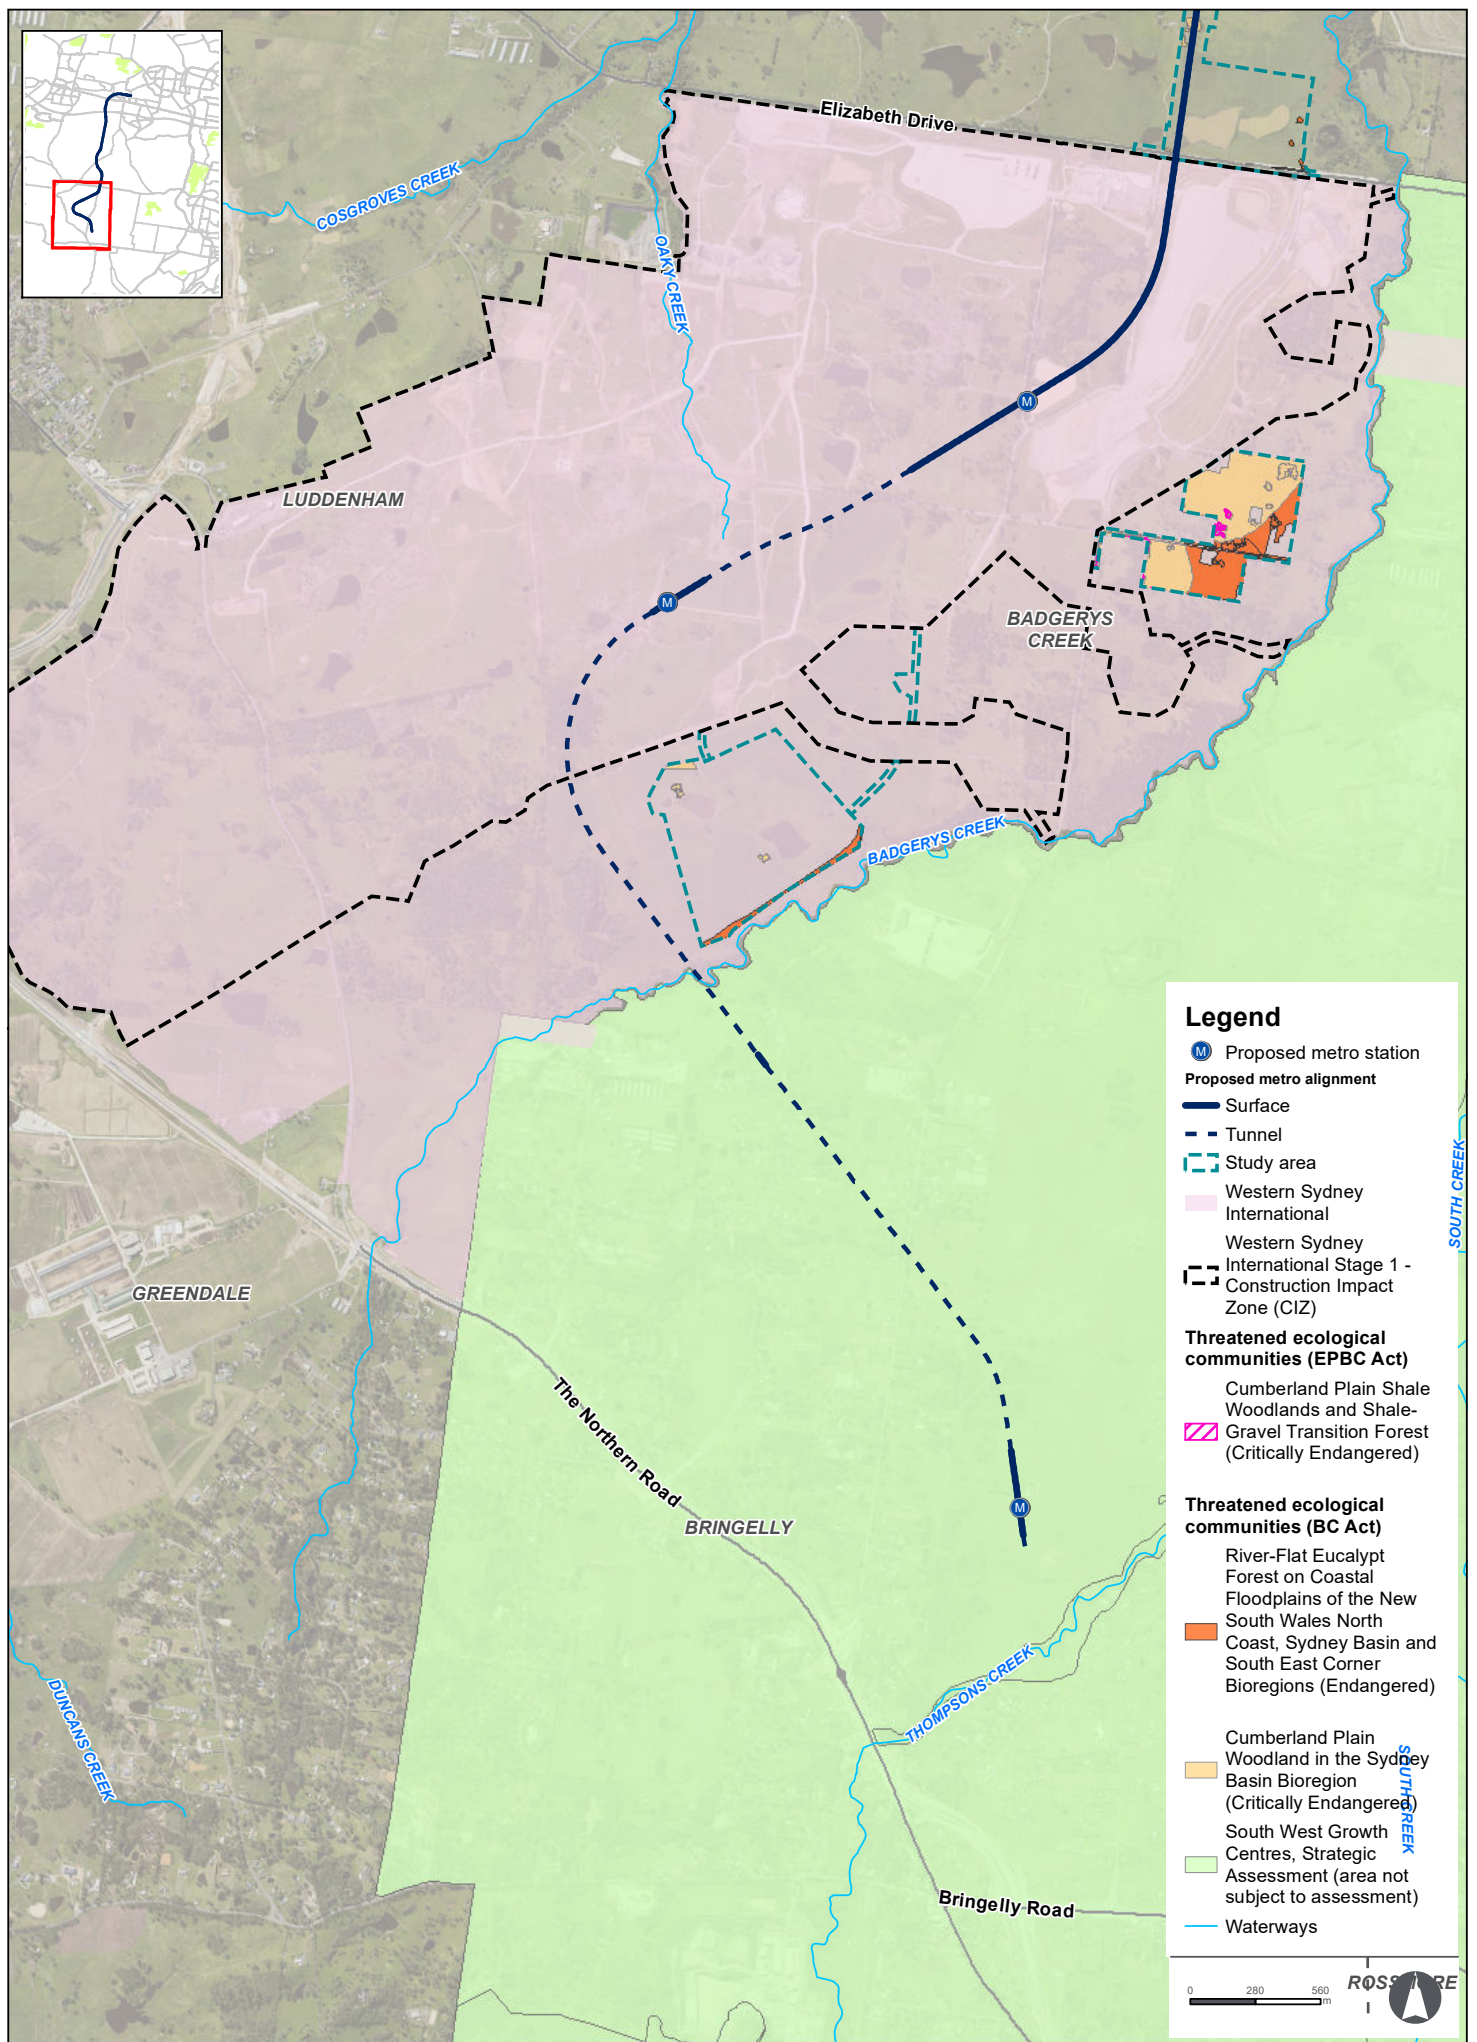 Elizabeth Drive
COSGROVES CREEK
OAKY CREEK
M
LUDDENHAM
M
BADGERYS
CREEK
BADGERYS CREEK
Legend
M Proposed metro station
Proposed metro alignment
Surface
Tunnel
Study area
Western Sydney
International
Western Sydney
International Stage 1 -
Construction Impact
Zone (CIZ)
Threatened ecological
communities (EPBC Act)
Cumberland Plain Shale
Woodlands and Shale-
Gravel Transition Forest
(Critically Endangered)
Threatened ecological
communities (BC Act)
River-Flat Eucalypt
Forest on Coastal
Floodplains of the New
South Wales North
Coast, Sydney Basin and
South East Corner
Bioregions (Endangered)
Cumberland Plain
Woodland in the Sydney
Basin Bioregion
(Critically Endangered)
South West Growth
Centres, Strategic
Assessment (area not
subject to assessment)
Waterways
SOUTH CREEK
SOUTH CREEK
GREENDALE
The Northern Road
BRINGELLY
M
THOMPSONS CREEK
DUNCANS CREEK
Bringelly Road
ROSSMORE
0 280 560
m